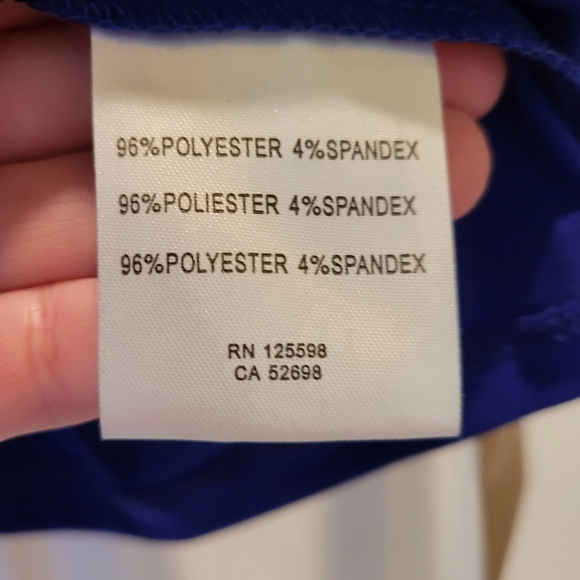 96%POLYESTER 4%SPANDEX
96%POLIESTER 4%SPANDEX
96%POLYESTER 4%SPANDEX
RN 125598
CA 52698